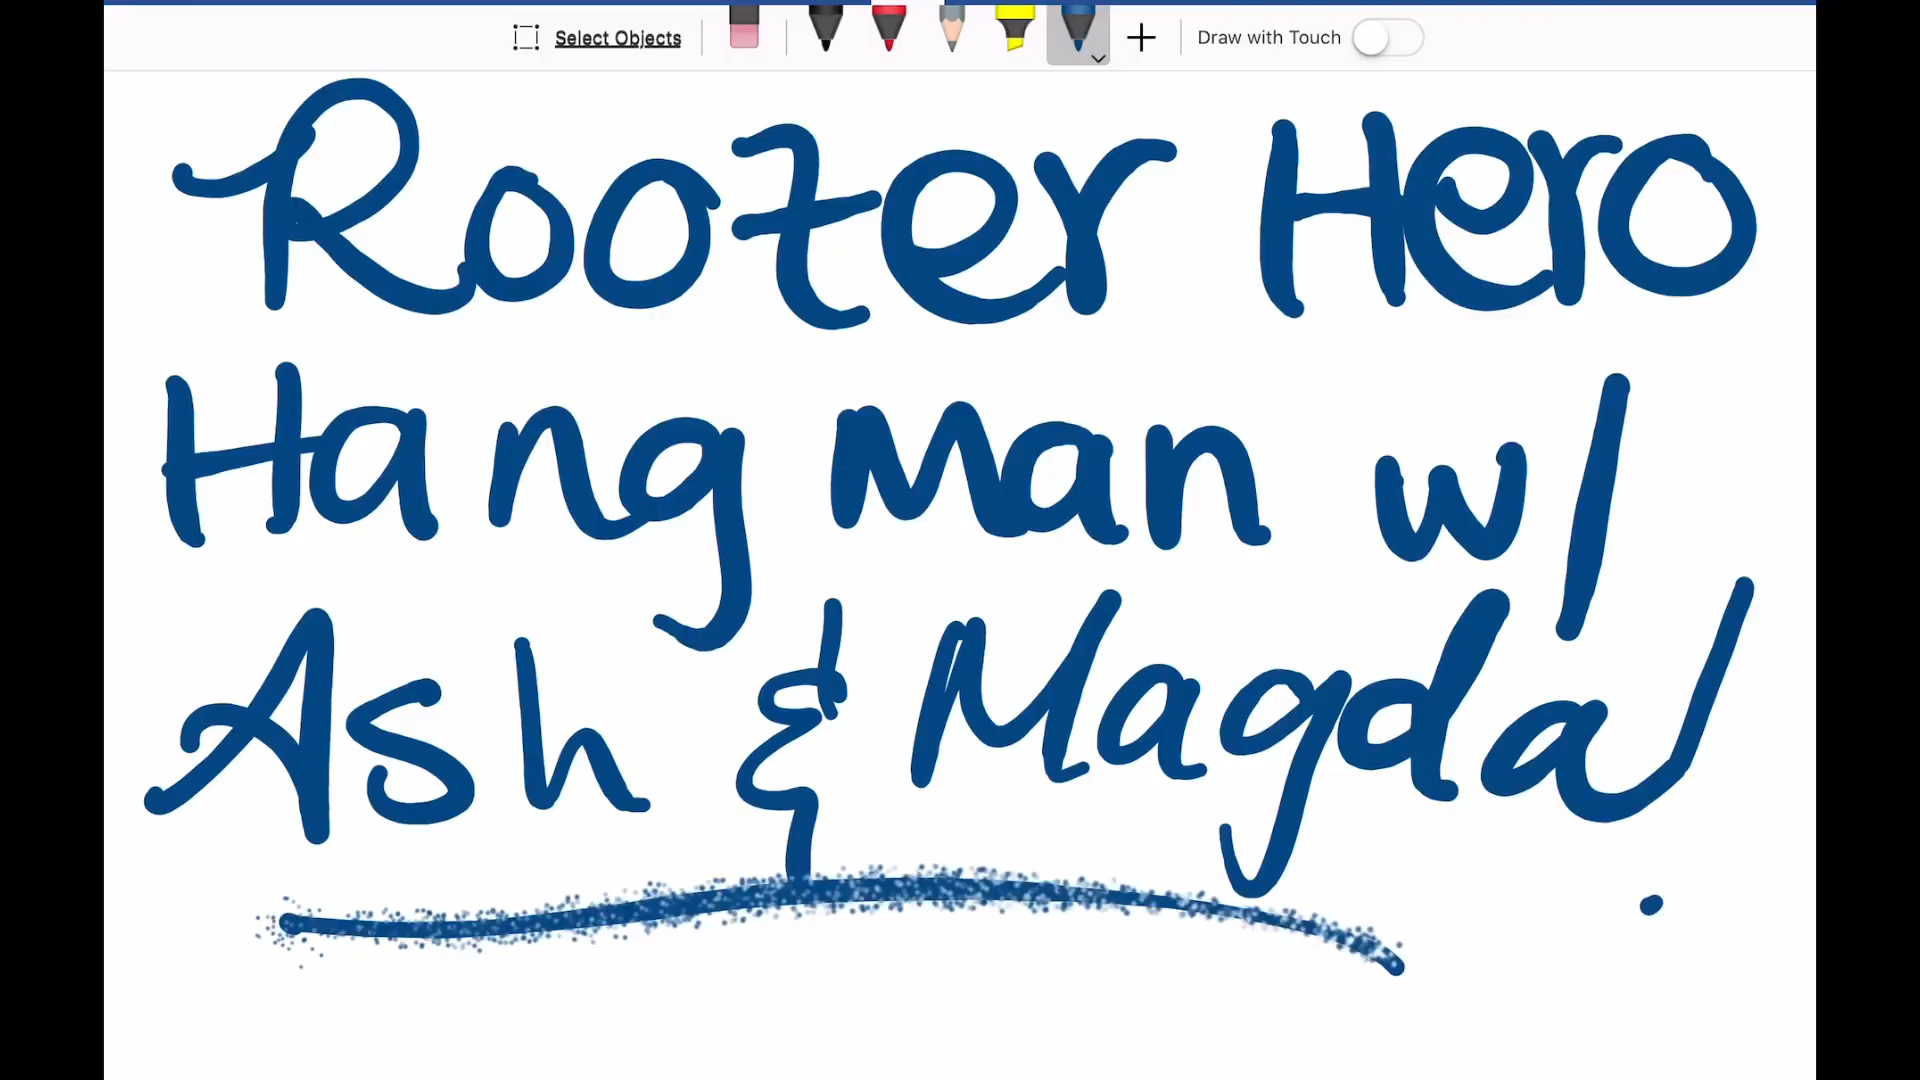 Select Objects Draw with Touch
Rooter Hero
Hang man w/
Ash & Magda!